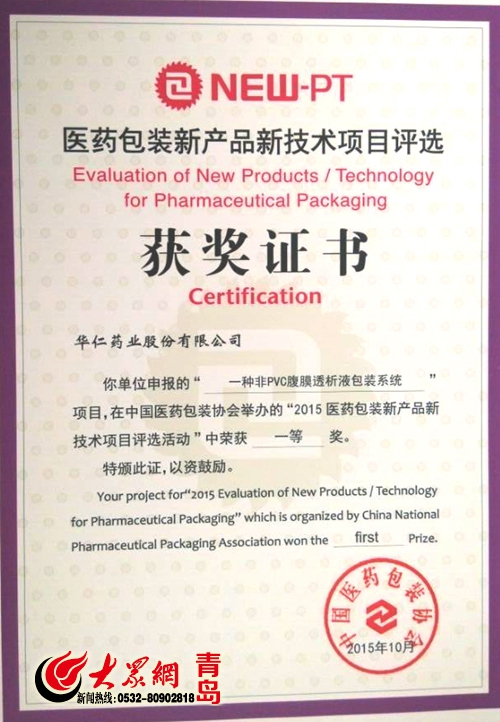 NEW-PT
医药包装新产品新技术项目评选
Evaluation of New Products / Technology
for Pharmaceutical Packaging
获奖证书
Certification
华仁药业股份有限公司
你单位申报的“ 一种非PVC腹膜透析液包装系统 ”
项目,在中国医药包装协会举办的“2015 医药包装新产品新
技术项目评选活动”中荣获 一等 奖。
特颁此证,以资鼓励。
Your project for“2015 Evaluation of New Products / Technology
for Pharmaceutical Packaging” which is organized by China National
Pharmaceutical Packaging Association won the first Prize.
中国医药包装协会
2015年10月
大众網 青岛
新闻热线:0532-80902818